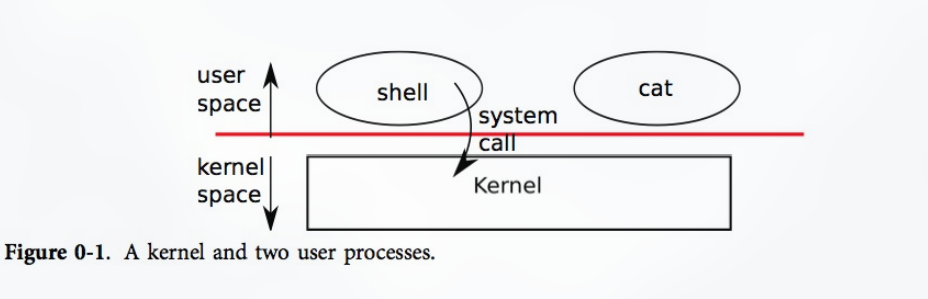 user
space
shell
cat
system
call
kernel
space
Kernel
Figure 0-1. A kernel and two user processes.